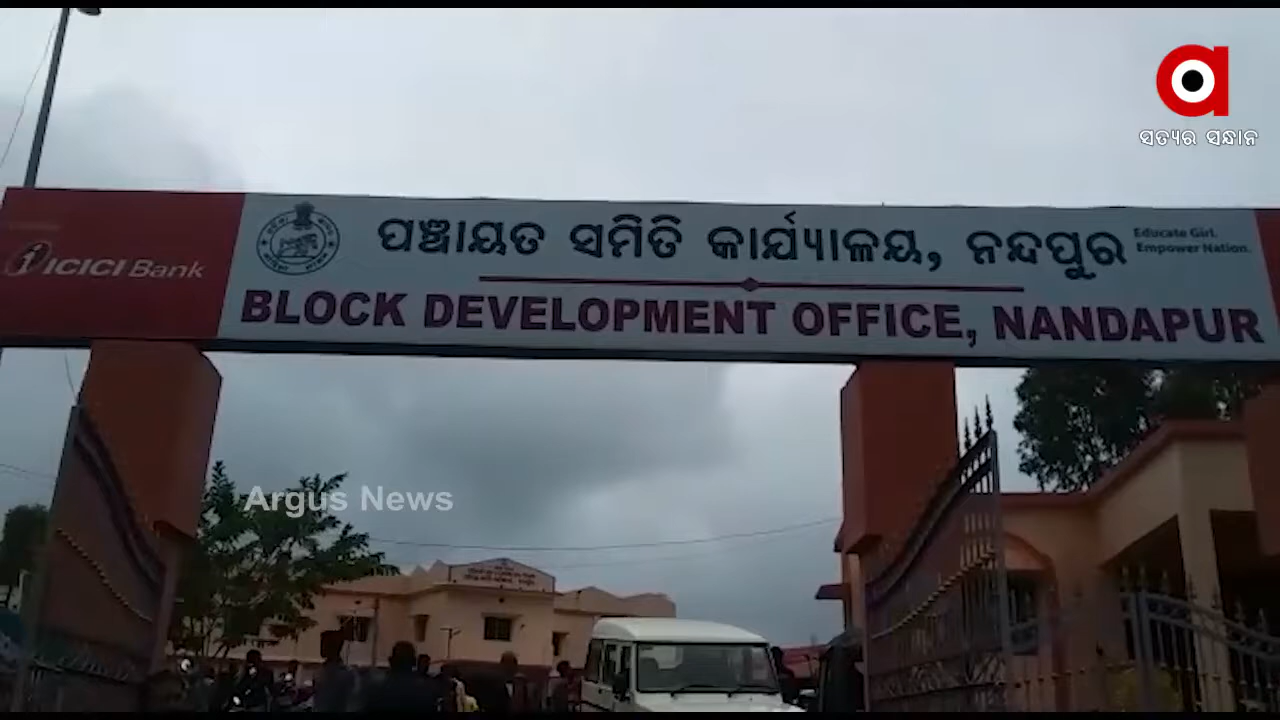 ସତ୍ୟର ସନ୍ଧାନ
ICICI Bank
ପଞ୍ଚାୟତ ସମିତି କାର୍ଯ୍ୟାଳୟ, ନନ୍ଦପୁର
Educate Girl.
Empower Nation.
BLOCK DEVELOPMENT OFFICE, NANDAPUR
Argus News